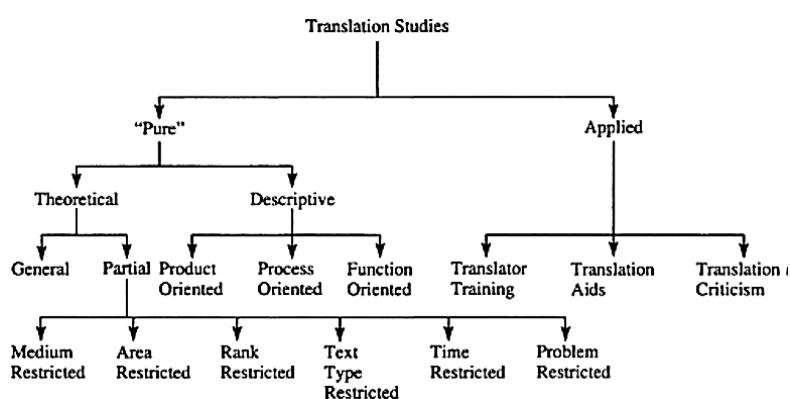 Translation Studies
“Pure”
Applied
Theoretical
Descriptive
General
Partial
Product
Oriented
Process
Oriented
Function
Oriented
Translator
Training
Translation
Aids
Translation
Criticism
Medium
Restricted
Area
Restricted
Rank
Restricted
Text
Type
Restricted
Time
Restricted
Problem
Restricted